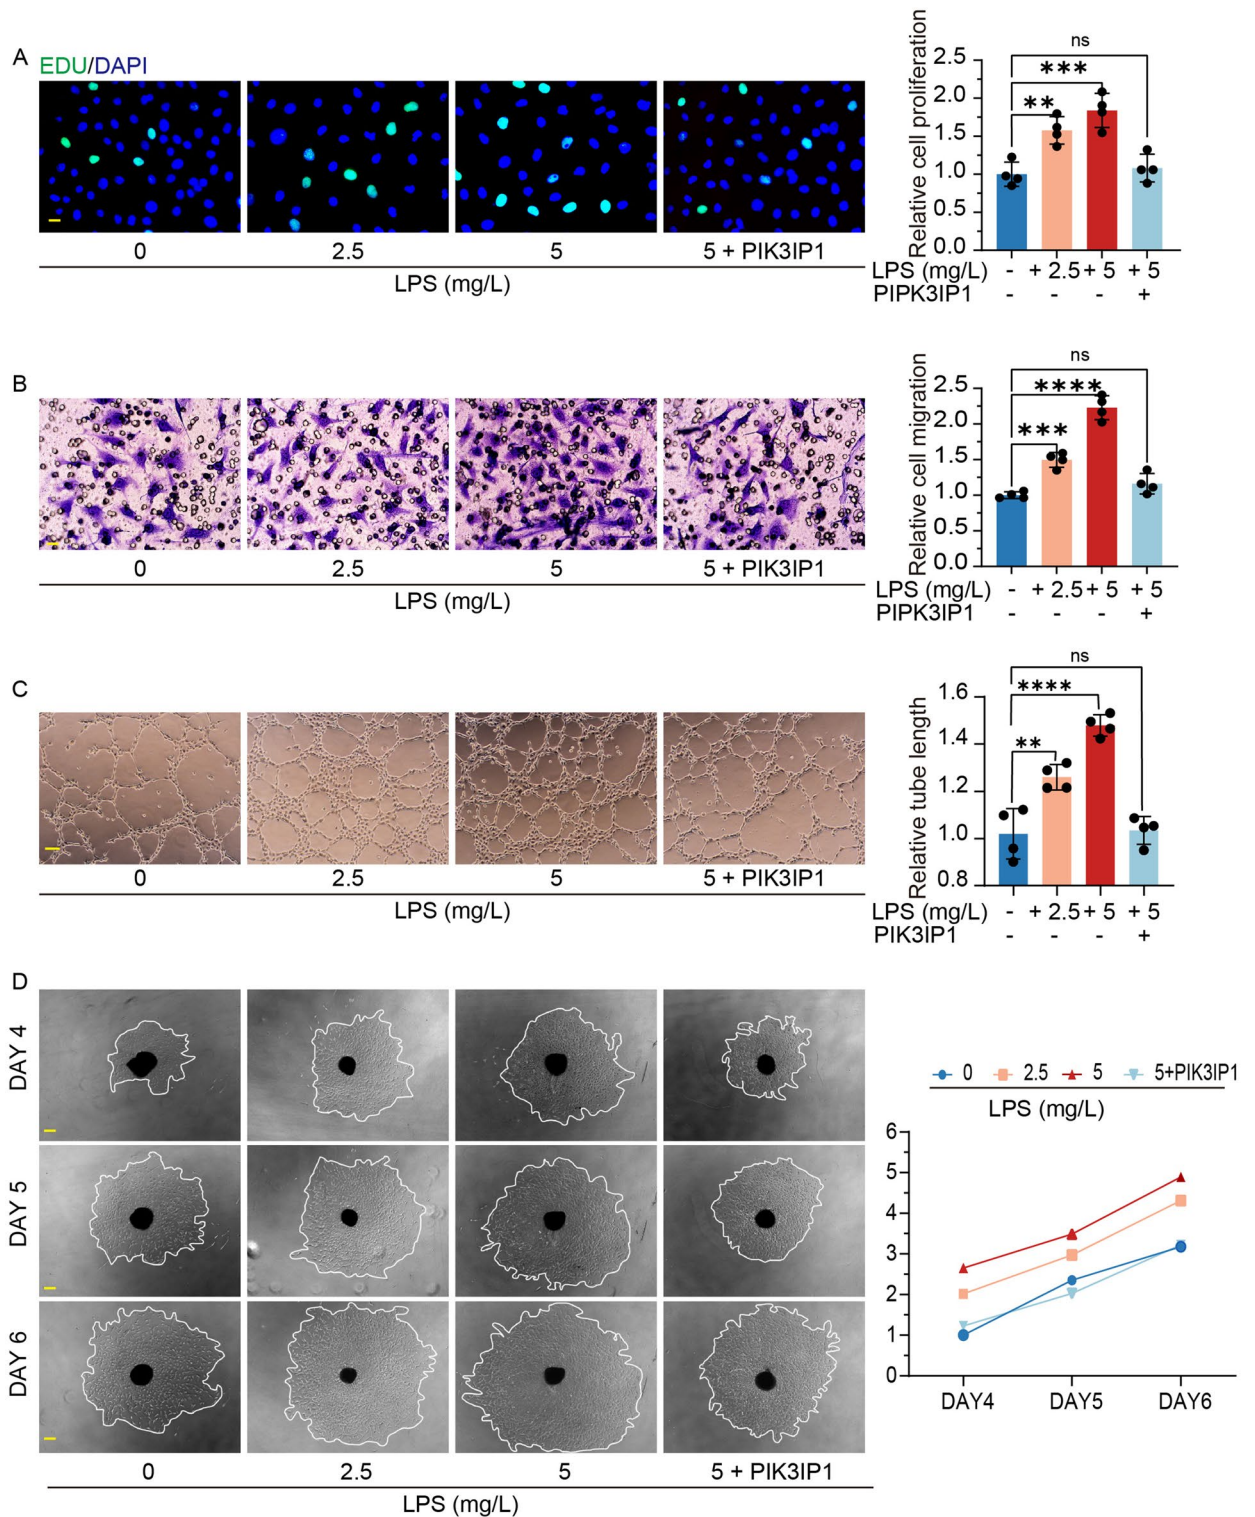 A
EDU/DAPI
0 2.5 5 5 + PIK3IP1
LPS (mg/L)
Relative cell proliferation
2.5
2.0
1.5
1.0
0.5
0.0
ns
***
**
LPS (mg/L) - + 2.5 + 5 + 5
PIPK3IP1 - - - +
B
0 2.5 5 5 + PIK3IP1
LPS (mg/L)
Relative cell migration
2.5
2.0
1.5
1.0
0.5
0.0
ns
****
***
LPS (mg/L) - + 2.5 + 5 + 5
PIPK3IP1 - - - +
C
0 2.5 5 5 + PIK3IP1
LPS (mg/L)
Relative tube length
1.6
1.4
1.2
1.0
0.8
ns
****
**
LPS (mg/L) - + 2.5 + 5 + 5
PIK3IP1 - - - +
D
DAY 4
DAY 5
DAY 6
0 2.5 5 5 + PIK3IP1
LPS (mg/L)
0 2.5 5 5+PIK3IP1
LPS (mg/L)
6
5
4
3
2
1
0
DAY4 DAY5 DAY6